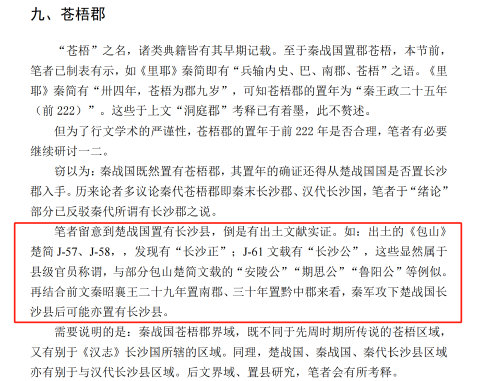 九、苍梧郡
“苍梧”之名，诸类典籍皆有其早期记载。至于秦战国置郡苍梧，本节前，
笔者已制表有示，如《里耶》秦简即有“兵输内史、巴、南郡、苍梧”之语。《里
耶》秦简有“卅四年，苍梧为郡九岁”，可知苍梧郡的置年为“秦王政二十五年
（前 222）”。这些于上文“洞庭郡”考释已有着墨，此不赘述。
但为了行文学术的严谨性，苍梧郡的置年于前 222 年是否合理，笔者有必要
继续研讨一二。
窃以为：秦战国既然置有苍梧郡，其置年的确证还得从楚战国国是否置长沙
郡入手。历来论者多议论秦代苍梧郡即秦末长沙郡、汉代长沙国，笔者于“绪论”
部分已反驳秦代所谓有长沙郡之说。
笔者留意到楚战国置有长沙县，倒是有出土文献实证。如：出土的《包山》
楚简 J-57、J-58，，发现有“长沙正”；J-61 文载有“长沙公”，这些显然属于
县级官员称谓，与部分包山楚简文载的“安陵公”“期思公”“鲁阳公”等例似。
再结合前文秦昭襄王二十九年置南郡、三十年置黔中郡来看，秦军攻下楚战国长
沙县后可能亦置有长沙县。
需要说明的是：秦战国苍梧郡界域，既不同于先周时期所传说的苍梧区域，
又有别于《汉志》长沙国所辖的区域。同理，楚战国、秦战国、秦代长沙县区域
亦有别于与汉代长沙县区域。后文界域、置县研究，笔者会有所考释。